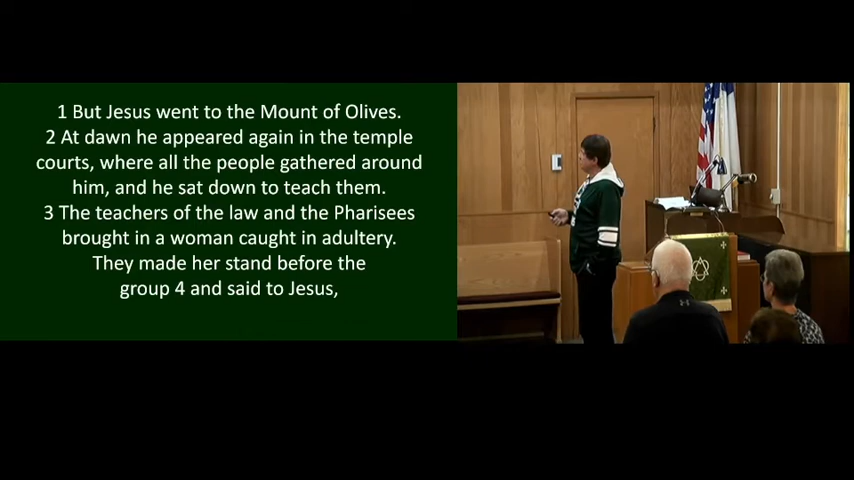 1 But Jesus went to the Mount of Olives.
2 At dawn he appeared again in the temple
courts, where all the people gathered around
him, and he sat down to teach them.
3 The teachers of the law and the Pharisees
brought in a woman caught in adultery.
They made her stand before the
group 4 and said to Jesus,